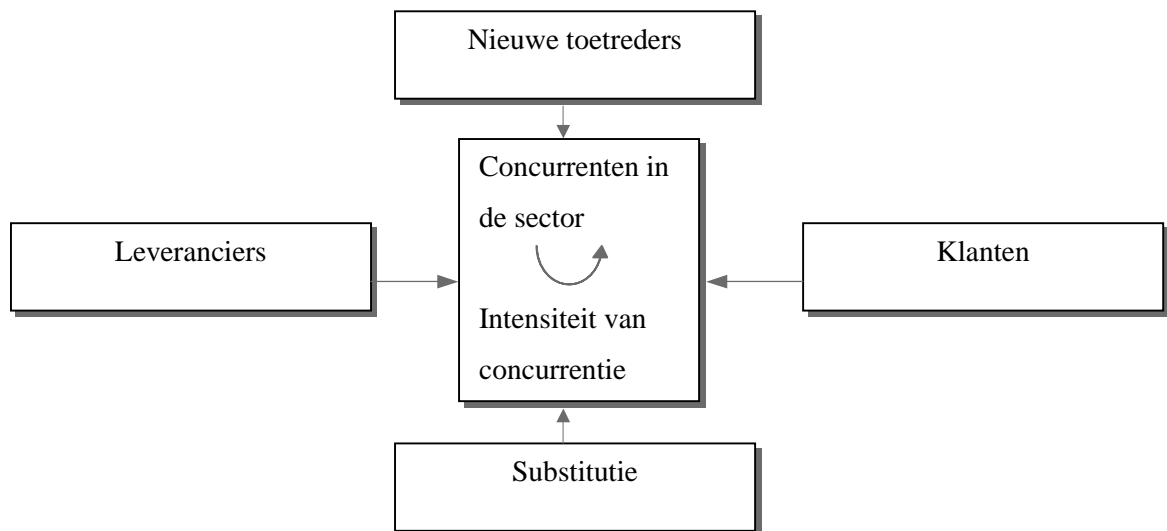 Nieuwe toetreders
Concurrenten in
de sector
Leveranciers
Klanten
Intensiteit van
concurrentie
Substitutie